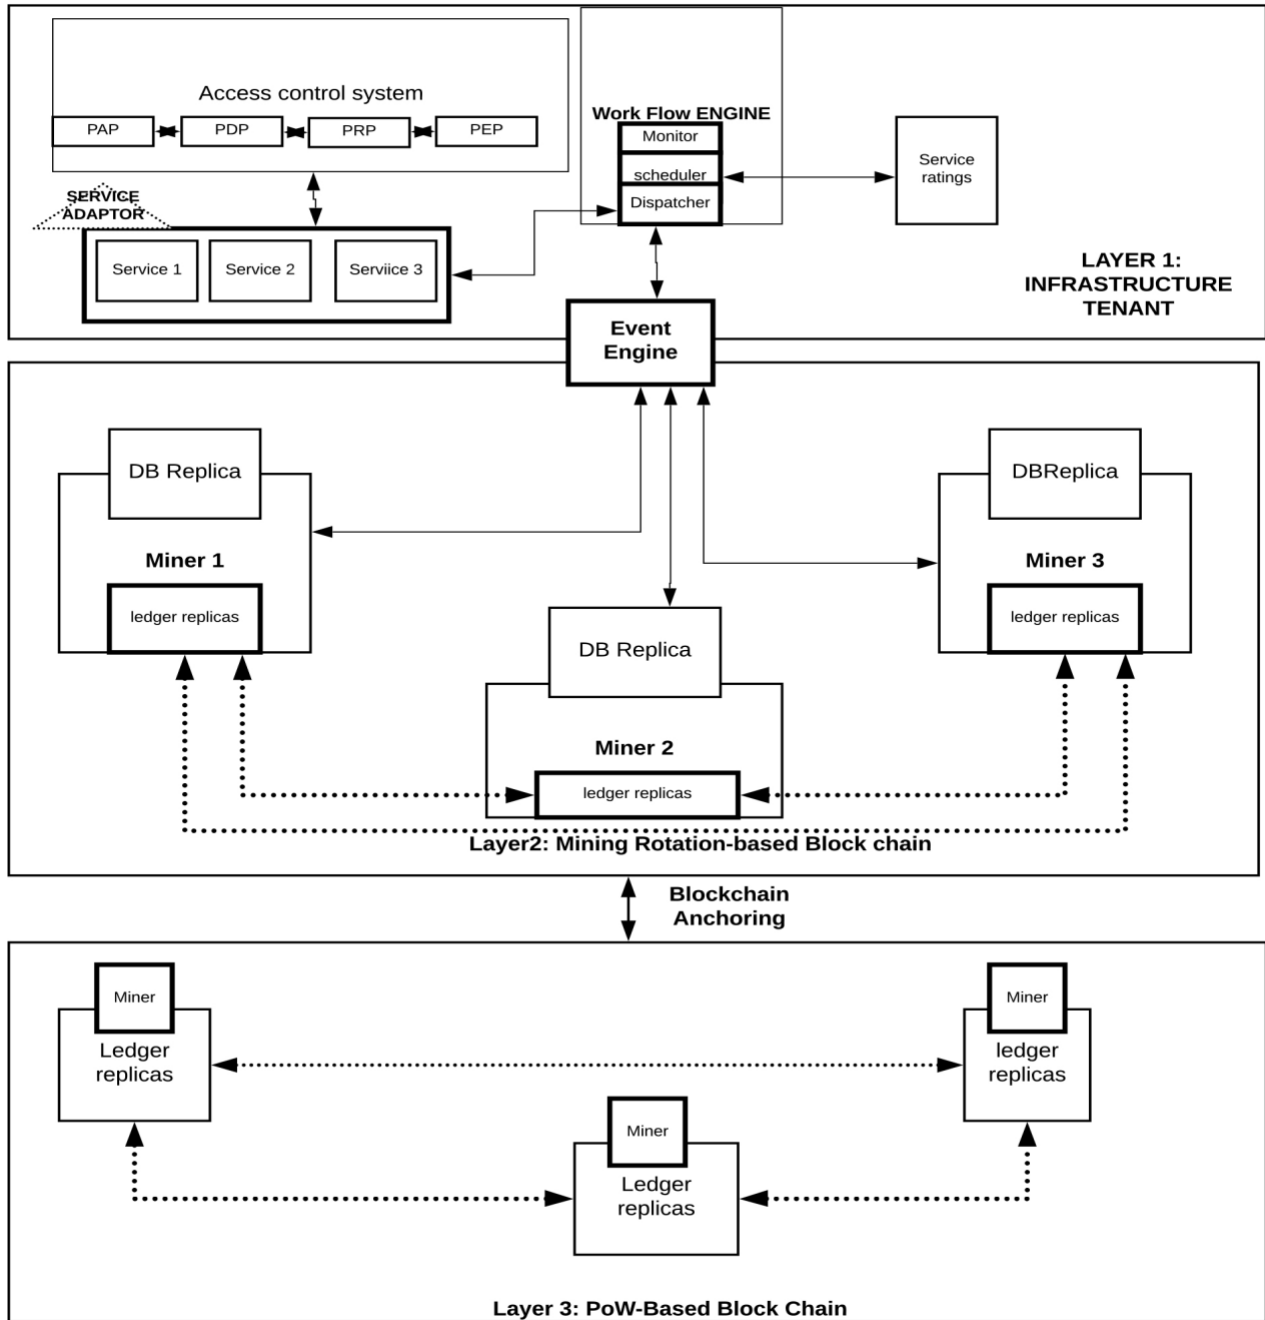 Access control system
PAP
PDP
PRP
PEP
Work Flow ENGINE
Monitor
scheduler
Dispatcher
Service
ratings
SERVICE
ADAPTOR
Service 1
Service 2
Serviice 3
LAYER 1:
INFRASTRUCTURE
TENANT
Event
Engine
DB Replica
Miner 1
ledger replicas
DB Replica
Miner 2
ledger replicas
DBReplica
Miner 3
ledger replicas
Layer2: Mining Rotation-based Block chain
Blockchain
Anchoring
Miner
Ledger
replicas
Miner
Ledger
replicas
Miner
ledger
replicas
Layer 3: PoW-Based Block Chain